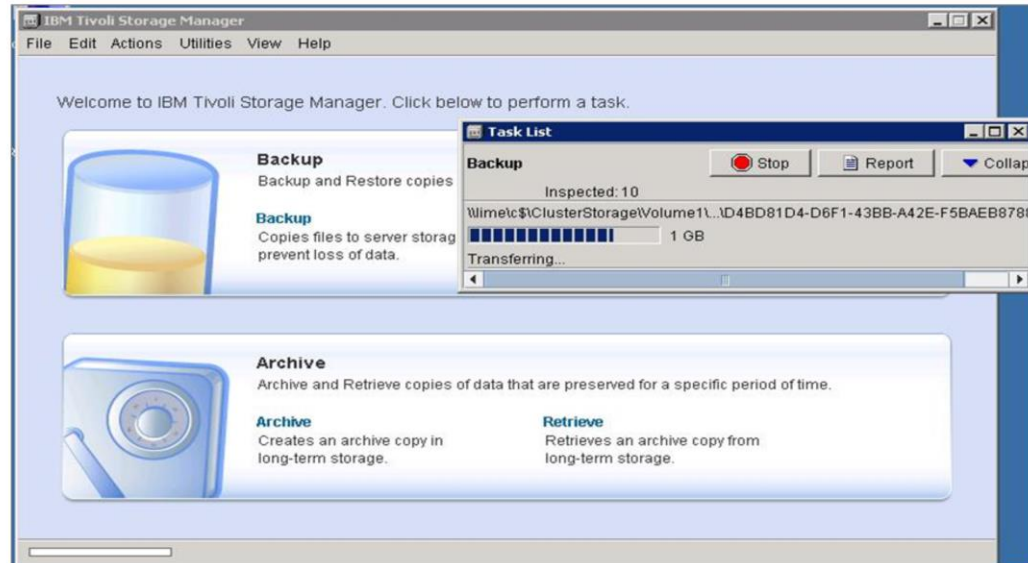 IBM Tivoli Storage Manager
File Edit Actions Utilities View Help
Welcome to IBM Tivoli Storage Manager. Click below to perform a task.
Backup
Backup and Restore copies
Backup
Copies files to server storag
prevent loss of data.
Task List
Backup Stop Report Collap
Inspected: 10
\\lime\c$\ClusterStorage\Volume1\...\D4BD81D4-D6F1-43BB-A42E-F5BAEB878
1 GB
Transferring...
Archive
Archive and Retrieve copies of data that are preserved for a specific period of time.
Archive
Creates an archive copy in
long-term storage.
Retrieve
Retrieves an archive copy from
long-term storage.